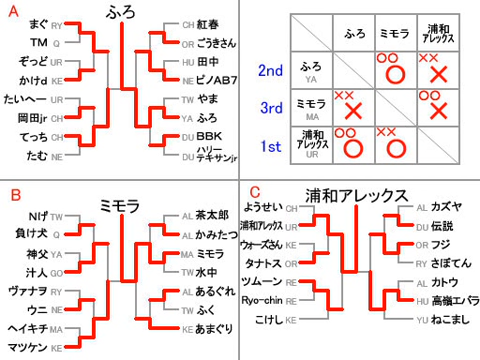 A
ふろ
まぐ RY
TM Q
ぞっど UR
かけd KE
たいへー UR
岡田jr CH
てっち CH
たむ NE
CH 紅春
OR ごうきさん
HU 田中
NE ピノAB7
TW やま
YA ふろ
DU BBK
DU ハリー
テキサンjr
ふろ ミモラ 浦和
アレックス
2nd ふろ
YA
○○ ○
×× ×
3rd ミモラ
MA
×× ×
○○ ×
1st 浦和
アレックス
UR
○○ ○
×× ○
B
ミモラ
Nげ TW
負け犬 Q
神父 YA
汁人 GO
ヴァナヲ RY
ウニ NE
ヘイキチ MA
マツケン KE
AL 茶太郎
AL かみたつ
MA ミモラ
TW 水中
AL あるぐれ
TW ふく
KE あまぐり
C
浦和アレックス
ようせい CH
浦和アレックス UR
ウォーズさん KE
タナトス OR
ツムーン RE
Ryo-chin RE
こけし KE
AL カズヤ
DU 伝説
OR フジ
RY さぼてん
AL カトウ
HU 高嶺エバラ
YU ねこまし